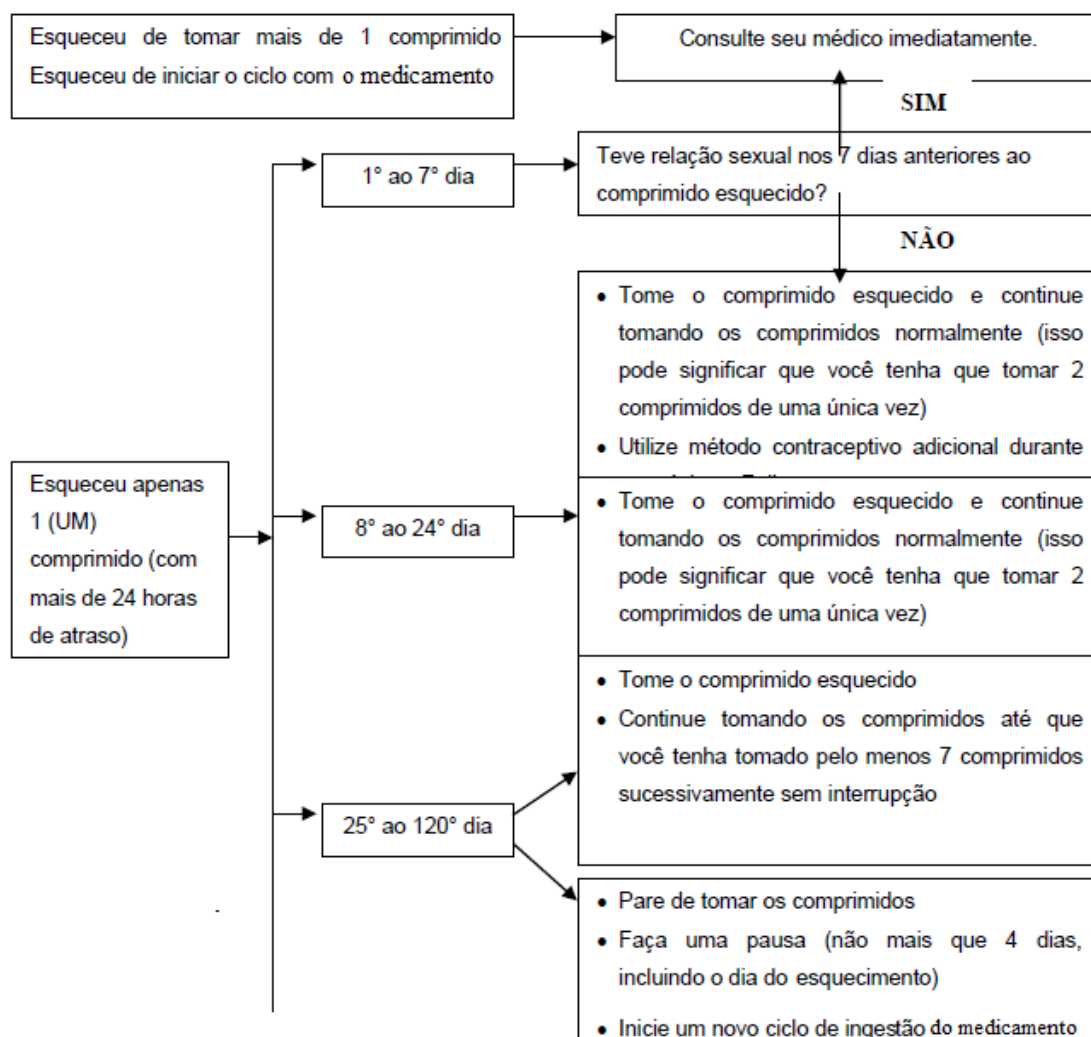 Esqueceu de tomar mais de 1 comprimido
Esqueceu de iniciar o ciclo com o medicamento
Consulte seu médico imediatamente.
SIM
1° ao 7° dia
Teve relação sexual nos 7 dias anteriores ao
comprimido esquecido?
NÃO
• Tome o comprimido esquecido e continue
tomando os comprimidos normalmente (isso
pode significar que você tenha que tomar 2
comprimidos de uma única vez)
• Utilize método contraceptivo adicional durante
Esqueceu apenas
1 (UM)
comprimido (com
mais de 24 horas
de atraso)
8° ao 24° dia
• Tome o comprimido esquecido e continue
tomando os comprimidos normalmente (isso
pode significar que você tenha que tomar 2
comprimidos de uma única vez)
25° ao 120° dia
• Tome o comprimido esquecido
• Continue tomando os comprimidos até que
você tenha tomado pelo menos 7 comprimidos
sucessivamente sem interrupção
• Pare de tomar os comprimidos
• Faça uma pausa (não mais que 4 dias,
incluindo o dia do esquecimento)
• Inicie um novo ciclo de ingestão do medicamento